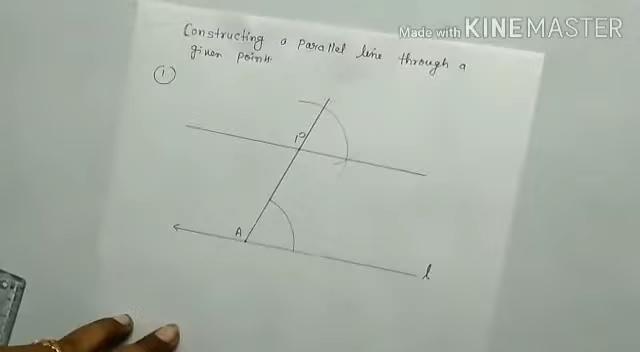 Made with KINEMASTER
Constructing a parallel line through a
given point.
1
P
A
l